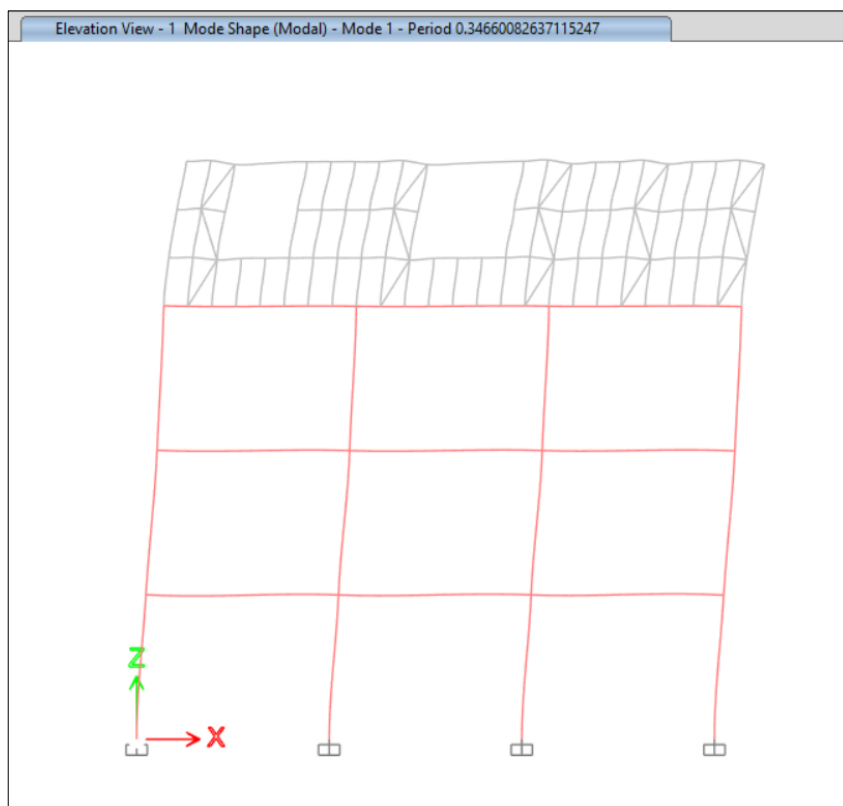 Elevation View - 1 Mode Shape (Modal) - Mode 1 - Period 0.34660082637115247
Z
X